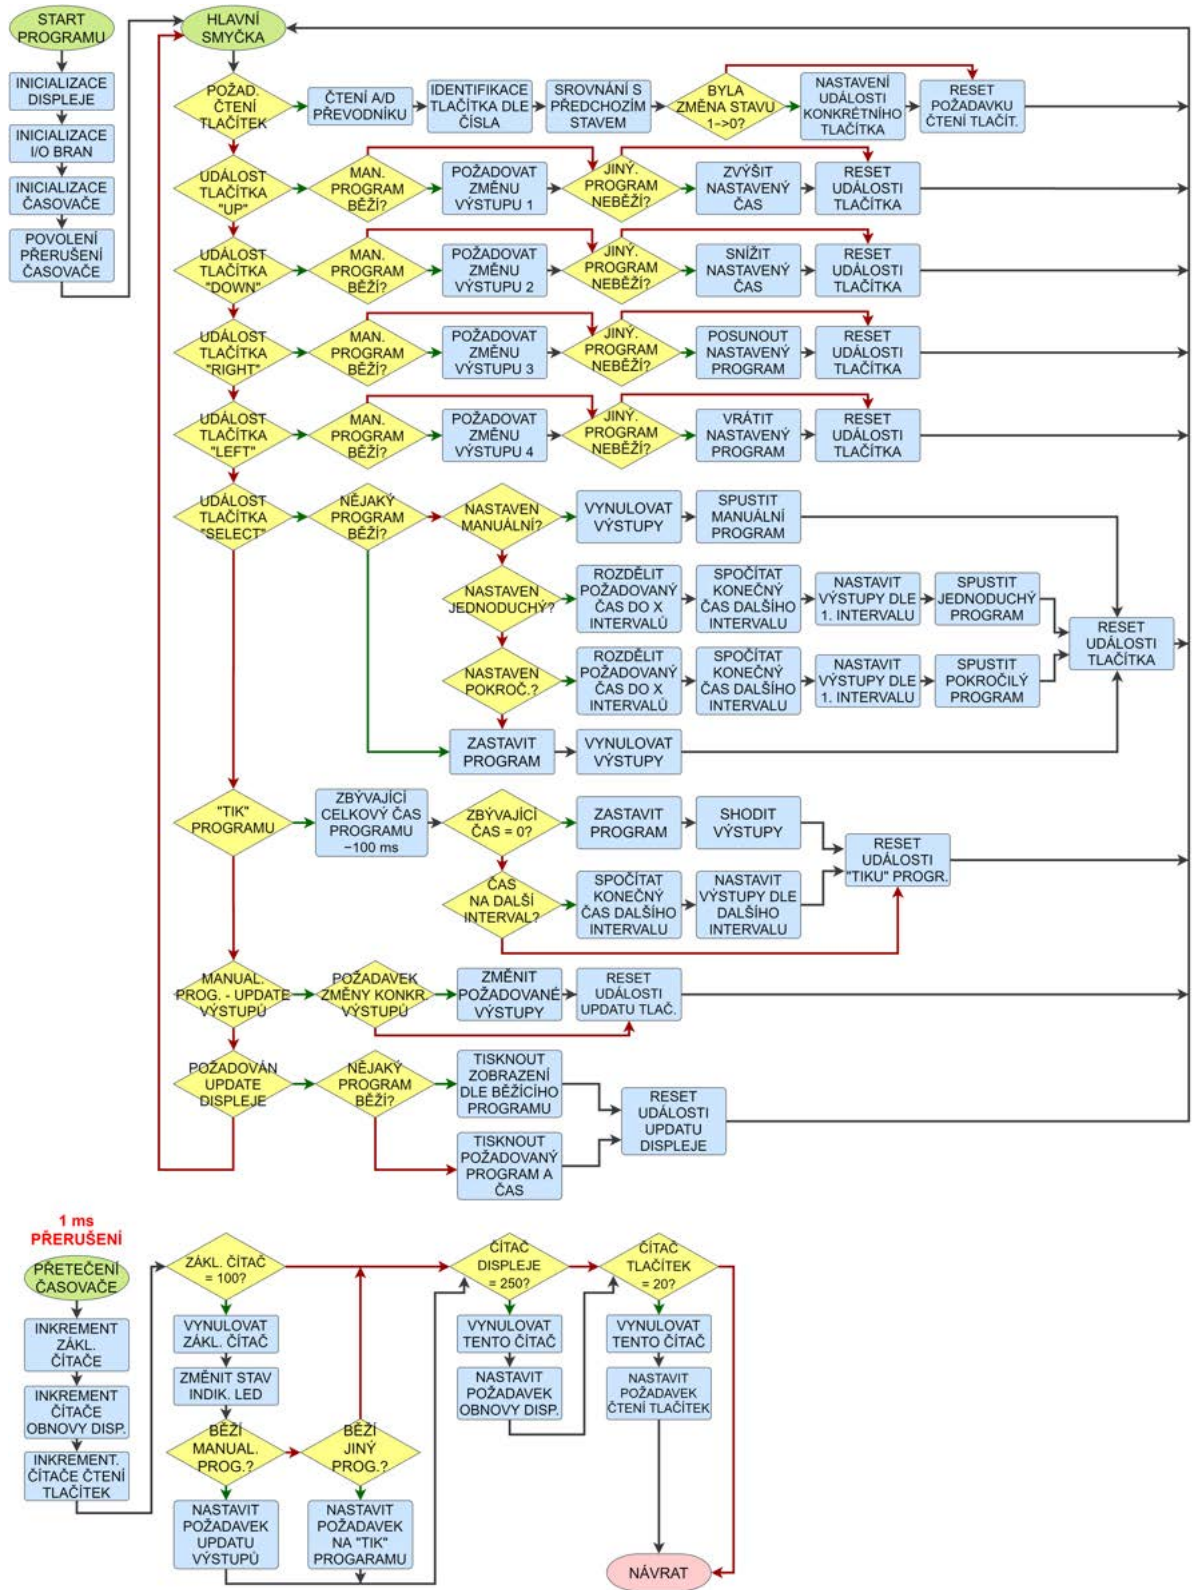 START
PROGRAMU
INICIALIZACE
DISPLEJE
INICIALIZACE
I/O BRAN
INICIALIZACE
ČASOVAČE
POVOLENÍ
PŘERUŠENÍ
ČASOVAČE
HLAVNÍ
SMYČKA
POŽAD.
ČTENÍ
TLAČÍTEK
ČTENÍ A/D
PŘEVODNÍKU
IDENTIFIKACE
TLAČÍTKA DLE
ČÍSLA
SROVNÁNÍ S
PŘEDCHOZÍM
STAVEM
BYLA
ZMĚNA STAVU
1->0?
NASTAVENÍ
UDÁLOSTI
KONKRÉTNÍHO
TLAČÍTKA
RESET
POŽADAVKU
ČTENÍ TLAČÍT.
UDÁLOST
TLAČÍTKA
"UP"
MAN.
PROGRAM
BĚŽÍ?
POŽADOVAT
ZMĚNU
VÝSTUPU 1
JINÝ.
PROGRAM
NEBĚŽÍ?
ZVÝŠIT
NASTAVENÝ
ČAS
RESET
UDÁLOSTI
TLAČÍTKA
UDÁLOST
TLAČÍTKA
"DOWN"
MAN.
PROGRAM
BĚŽÍ?
POŽADOVAT
ZMĚNU
VÝSTUPU 2
JINÝ.
PROGRAM
NEBĚŽÍ?
SNÍŽIT
NASTAVENÝ
ČAS
RESET
UDÁLOSTI
TLAČÍTKA
UDÁLOST
TLAČÍTKA
"RIGHT"
MAN.
PROGRAM
BĚŽÍ?
POŽADOVAT
ZMĚNU
VÝSTUPU 3
JINÝ.
PROGRAM
NEBĚŽÍ?
POSUNOUT
NASTAVENÝ
PROGRAM
RESET
UDÁLOSTI
TLAČÍTKA
UDÁLOST
TLAČÍTKA
"LEFT"
MAN.
PROGRAM
BĚŽÍ?
POŽADOVAT
ZMĚNU
VÝSTUPU 4
JINÝ.
PROGRAM
NEBĚŽÍ?
VRÁTIT
NASTAVENÝ
PROGRAM
RESET
UDÁLOSTI
TLAČÍTKA
UDÁLOST
TLAČÍTKA
"SELECT"
NĚJAKÝ
PROGRAM
BĚŽÍ?
NASTAVEN
MANUÁLNÍ?
VYNULOVAT
VÝSTUPY
SPUSTIT
MANUÁLNÍ
PROGRAM
NASTAVEN
JEDNODUCHÝ?
ROZDĚLIT
POŽADOVANÝ
ČAS DO X
INTERVALŮ
SPOČÍTAT
KONEČNÝ
ČAS DALŠÍHO
INTERVALU
NASTAVIT
VÝSTUPY DLE
1. INTERVALU
SPUSTIT
JEDNODUCHÝ
PROGRAM
RESET
UDÁLOSTI
TLAČÍTKA
NASTAVEN
POKROČ.?
ROZDĚLIT
POŽADOVANÝ
ČAS DO X
INTERVALŮ
SPOČÍTAT
KONEČNÝ
ČAS DALŠÍHO
INTERVALU
NASTAVIT
VÝSTUPY DLE
1. INTERVALU
SPUSTIT
POKROČILÝ
PROGRAM
ZASTAVIT
PROGRAM
VYNULOVAT
VÝSTUPY
"TIK"
PROGRAMU
ZBÝVAJÍCÍ
CELKOVÝ ČAS
PROGRAMU
−100 ms
ZBÝVAJÍCÍ
ČAS = 0?
ZASTAVIT
PROGRAM
SHODIT
VÝSTUPY
RESET
UDÁLOSTI
"TIKU" PROGR.
ČAS
NA DALŠÍ
INTERVAL?
SPOČÍTAT
KONEČNÝ
ČAS DALŠÍHO
INTERVALU
NASTAVIT
VÝSTUPY DLE
DALŠÍHO
INTERVALU
MANUAL.
PROG. - UPDATE
VÝSTUPŮ
POŽADAVEK
ZMĚNY KONKR.
VÝSTUPŮ
ZMĚNIT
POŽADOVANÉ
VÝSTUPY
RESET
UDÁLOSTI
UPDATU TLAČ.
POŽADOVÁN
UPDATE
DISPLEJE
NĚJAKÝ
PROGRAM
BĚŽÍ?
TISKNOUT
ZOBRAZENÍ
DLE BĚŽÍCÍHO
PROGRAMU
RESET
UDÁLOSTI
UPDATU
DISPLEJE
TISKNOUT
POŽADOVANÝ
PROGRAM A
ČAS
1 ms
PŘERUŠENÍ
PŘETEČENÍ
ČASOVAČE
INKREMENT
ZÁKL.
ČÍTAČE
INKREMENT
ČÍTAČE
OBNOVY DISP.
INKREMENT.
ČÍTAČE ČTENÍ
TLAČÍTEK
ZÁKL. ČÍTAČ
= 100?
VYNULOVAT
ZÁKL. ČÍTAČ
ZMĚNIT STAV
INDIK. LED
BĚŽÍ
MANUAL.
PROG.?
BĚŽÍ
JINÝ
PROG.?
NASTAVIT
POŽADAVEK
UPDATU
VÝSTUPŮ
NASTAVIT
POŽADAVEK
NA "TIK"
PROGARAMU
ČÍTAČ
DISPLEJE
= 250?
VYNULOVAT
TENTO ČÍTAČ
NASTAVIT
POŽADAVEK
OBNOVY DISP.
ČÍTAČ
TLAČÍTEK
= 20?
VYNULOVAT
TENTO ČÍTAČ
NASTAVIT
POŽADAVEK
ČTENÍ TLAČÍTEK
NÁVRAT